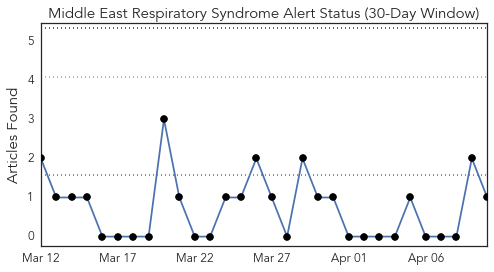 Middle East Respiratory Syndrome Alert Status (30-Day Window)
Articles Found
5
4
3
2
1
0
Mar 12 Mar 17 Mar 22 Mar 27 Apr 01 Apr 06